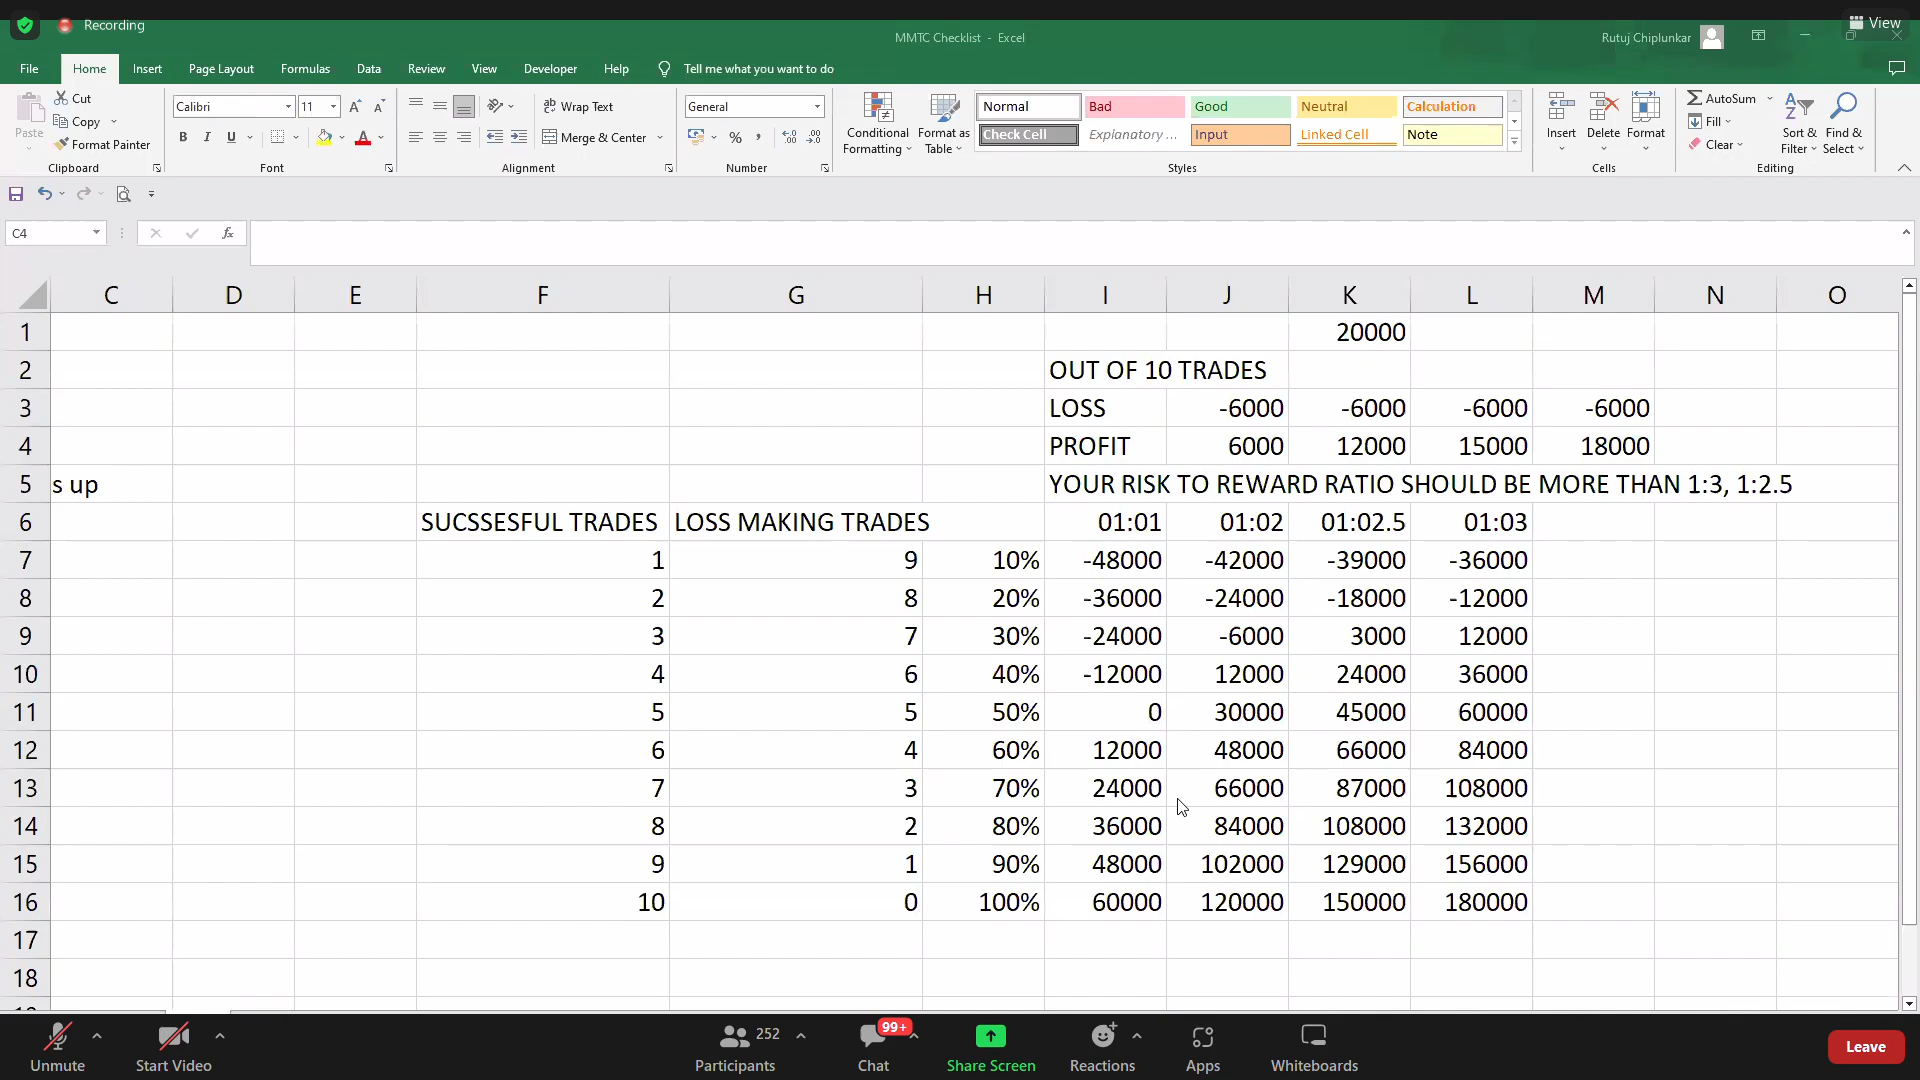 Recording
View
MMTC Checklist - Excel
Rutuj Chiplunkar
File Home Insert Page Layout Formulas Data Review View Developer Help Tell me what you want to do
Cut
Copy
Format Painter
Paste
Clipboard
Calibri 11
B I U
Font
Wrap Text
Merge & Center
Alignment
General
Number
Conditional Formatting
Format as Table
Normal Bad Good Neutral Calculation
Check Cell Explanatory ... Input Linked Cell Note
Styles
Insert Delete Format
Cells
AutoSum
Fill
Clear
Sort & Filter
Find & Select
Editing
C4
fx
C D E F G H I J K L M N O
1 20000
2 OUT OF 10 TRADES
3 LOSS -6000 -6000 -6000 -6000
4 PROFIT 6000 12000 15000 18000
5 s up YOUR RISK TO REWARD RATIO SHOULD BE MORE THAN 1:3, 1:2.5
6 SUCSSESFUL TRADES LOSS MAKING TRADES 01:01 01:02 01:02.5 01:03
7 1 9 10% -48000 -42000 -39000 -36000
8 2 8 20% -36000 -24000 -18000 -12000
9 3 7 30% -24000 -6000 3000 12000
10 4 6 40% -12000 12000 24000 36000
11 5 5 50% 0 30000 45000 60000
12 6 4 60% 12000 48000 66000 84000
13 7 3 70% 24000 66000 87000 108000
14 8 2 80% 36000 84000 108000 132000
15 9 1 90% 48000 102000 129000 156000
16 10 0 100% 60000 120000 150000 180000
17
18
Unmute
Start Video
252
Participants
99+
Chat
Share Screen
Reactions
Apps
Whiteboards
Leave